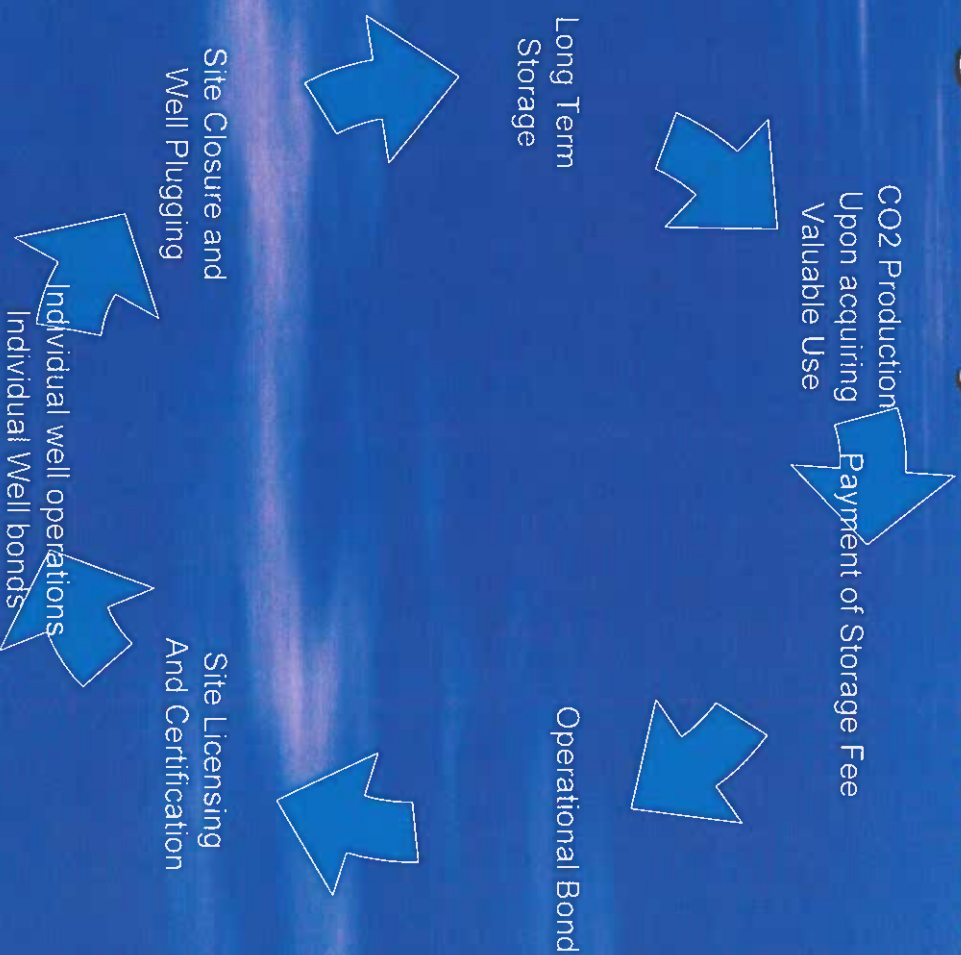 CO2 Production
Upon acquiring
Valuable Use
Payment of Storage Fee
Operational Bond
Site Licensing
And Certification
Individual well operations
Individual Well bonds
Site Closure and
Well Plugging
Long Term
Storage